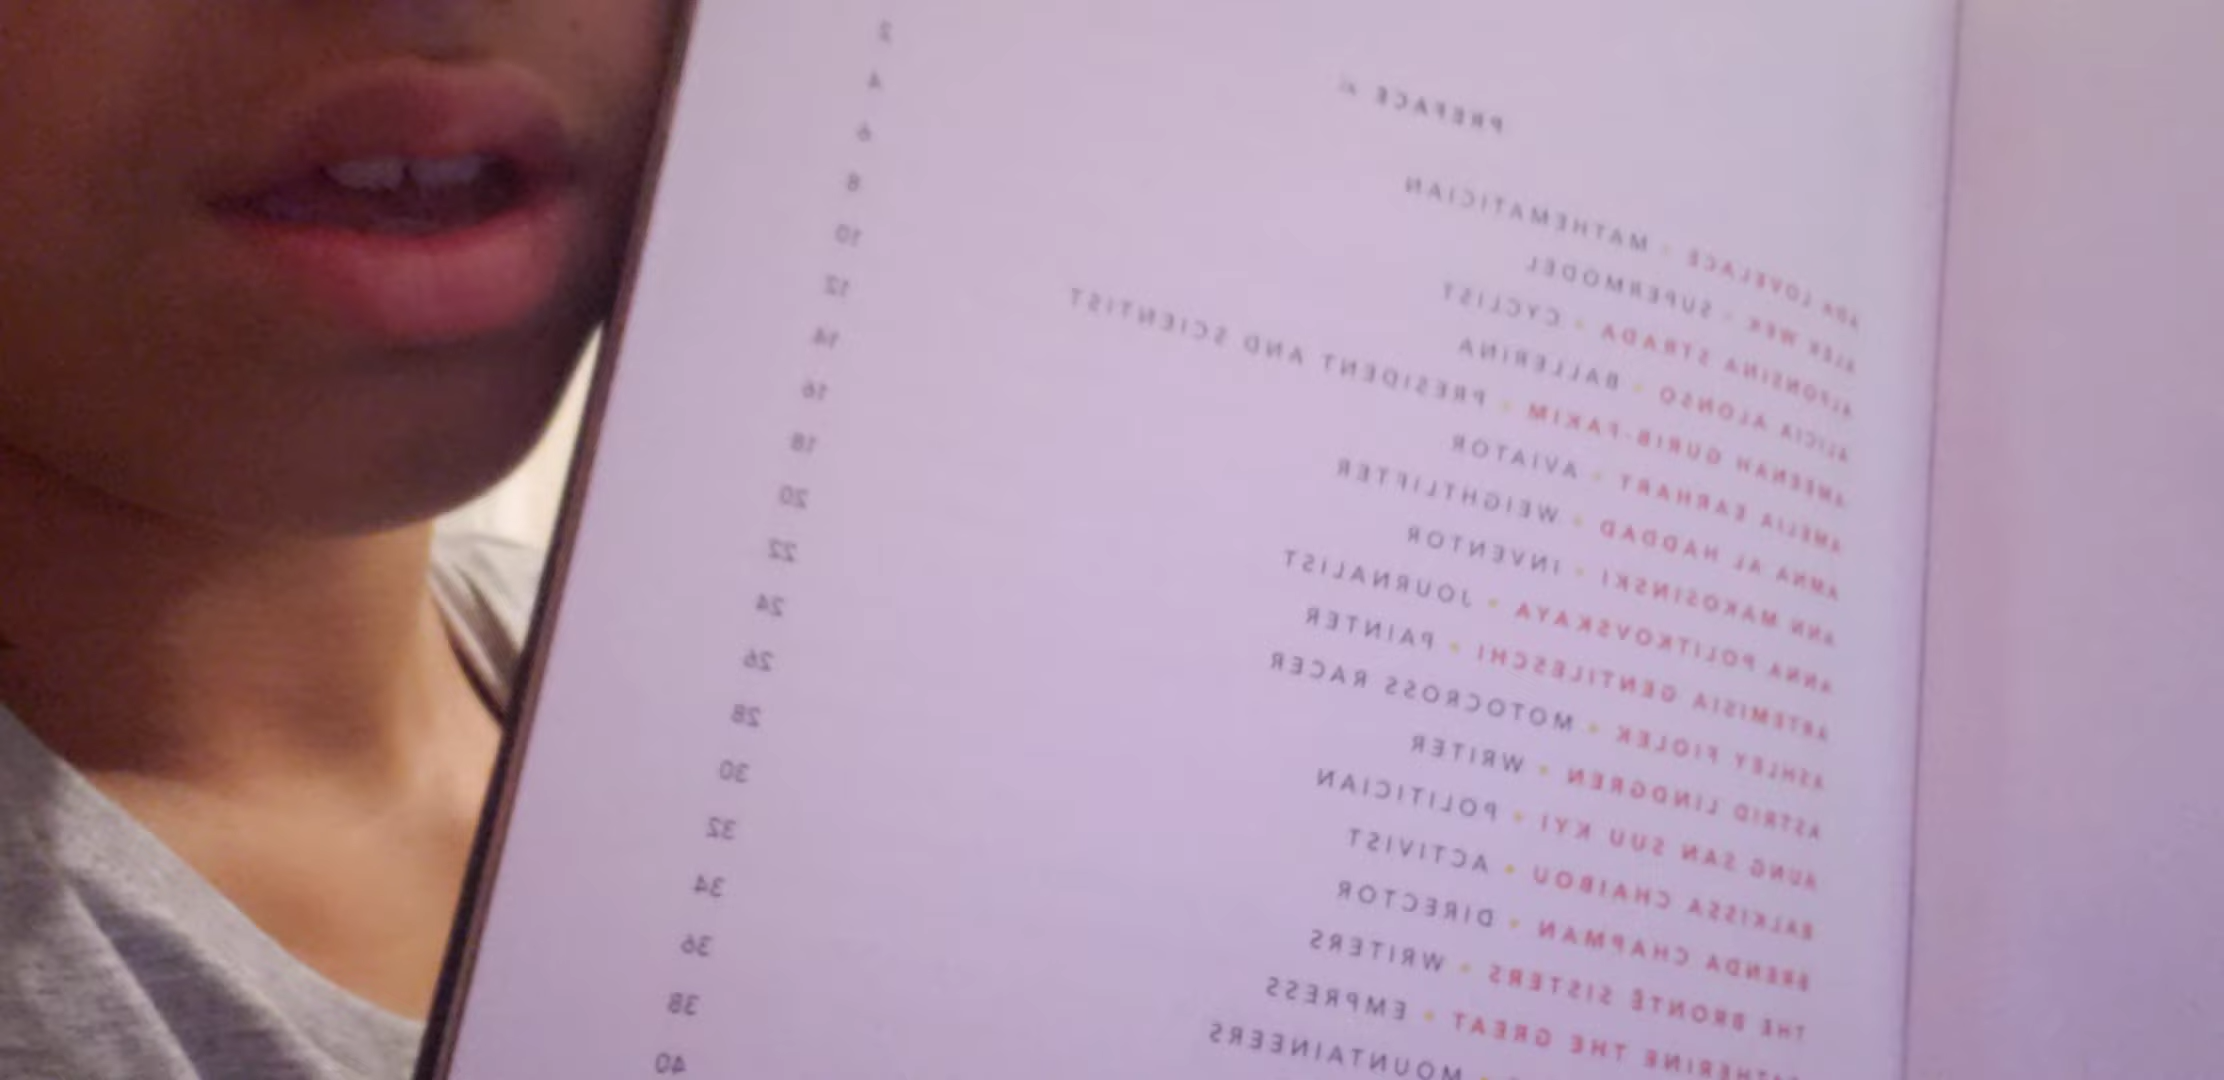 PREFACE xi
ADA LOVELACE • MATHEMATICIAN 2
ALEK WEK • SUPERMODEL 4
ALFONSINA STRADA • CYCLIST 6
ALICIA ALONSO • BALLERINA 8
AMEENAH GURIB-FAKIM • PRESIDENT AND SCIENTIST 10
AMELIA EARHART • AVIATOR 12
AMNA AL HADDAD • WEIGHTLIFTER 14
ANN MAKOSINSKI • INVENTOR 16
ANNA POLITKOVSKAYA • JOURNALIST 18
ARTEMISIA GENTILESCHI • PAINTER 20
ASHLEY FIOLEK • MOTOCROSS RACER 22
ASTRID LINDGREN • WRITER 24
AUNG SAN SUU KYI • POLITICIAN 26
BALKISSA CHAIBOU • ACTIVIST 28
BRENDA CHAPMAN • DIRECTOR 30
THE BRONTË SISTERS • WRITERS 32
CATHERINE THE GREAT • EMPRESS 34
• MOUNTAINEERS 36
38
40